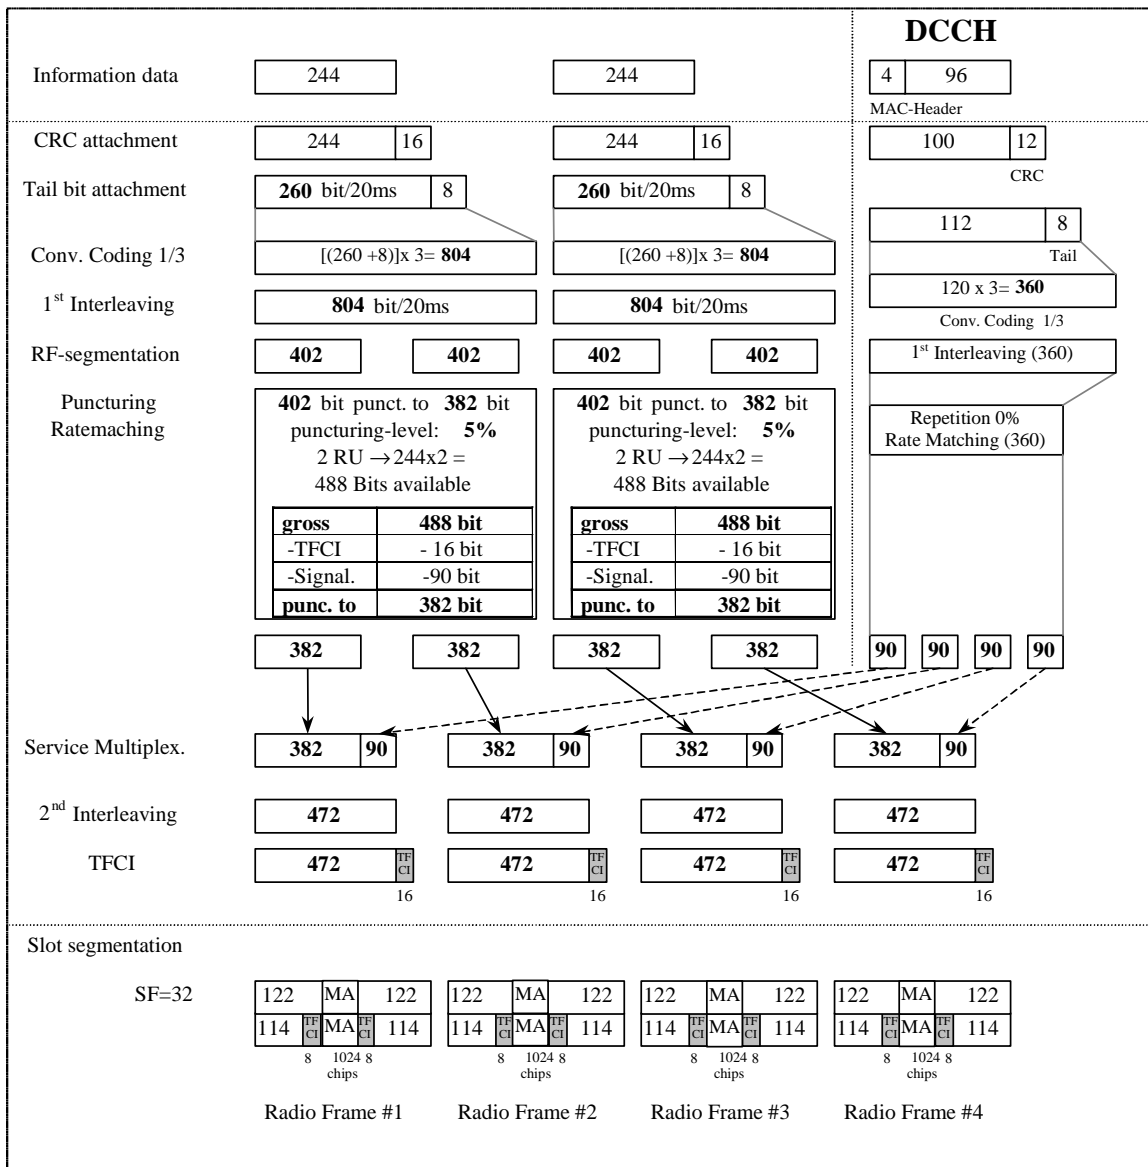 DCCH
Information data 244 244 4 96
MAC-Header
CRC attachment 244 16 244 16 100 12
CRC
Tail bit attachment 260 bit/20ms 8 260 bit/20ms 8
112 8
Tail
Conv. Coding 1/3 [(260 +8)]x 3= 804 [(260 +8)]x 3= 804
120 x 3= 360
Conv. Coding 1/3
1st Interleaving 804 bit/20ms 804 bit/20ms
RF-segmentation 402 402 402 402 1st Interleaving (360)
Puncturing 402 bit punct. to 382 bit 402 bit punct. to 382 bit Repetition 0%
Ratemaching puncturing-level: 5% puncturing-level: 5% Rate Matching (360)
2 RU →244x2 = 2 RU →244x2 =
488 Bits available 488 Bits available
gross 488 bit gross 488 bit
-TFCI - 16 bit -TFCI - 16 bit
-Signal. -90 bit -Signal. -90 bit
punc. to 382 bit punc. to 382 bit
382 382 382 382 90 90 90 90
Service Multiplex. 382 90 382 90 382 90 382 90
2nd Interleaving 472 472 472 472
TFCI 472 TF CI 472 TF CI 472 TF CI 472 TF CI
16 16 16 16
Slot segmentation
SF=32 122 MA 122 122 MA 122 122 MA 122 122 MA 122
114 TF CI MA TF CI 114 114 TF CI MA TF CI 114 114 TF CI MA TF CI 114 114 TF CI MA TF CI 114
8 1024 8 8 1024 8 8 1024 8 8 1024 8
chips chips chips chips
Radio Frame #1 Radio Frame #2 Radio Frame #3 Radio Frame #4